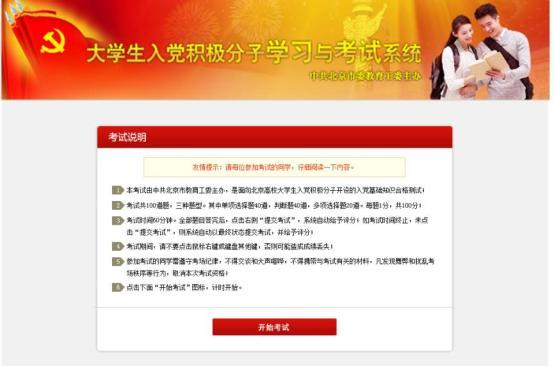 大学生入党积极分子学习与考试系统
中共北京市委教育工委主办
考试说明
友情提示：请每位参加考试的同学，仔细阅读一下内容。
1 本考试由中共北京市教育工委主办，是面向北京高校大学生入党积极分子开设的入党基础知识合格测试！
2 考试共100道题，三种题型。其中单项选择题40道，判断题40道，多项选择题20道。每题1分，共100分！
3 考试时间60分钟。全部题目答完后，点击右侧“提交考试”，系统自动给予评分！如考试时间终止，未点
击“提交考试”，则系统自动以最终状态提交考试，并给予评分！
4 考试期间，请不要点击鼠标右键或键盘其他键，否则可能造成成绩丢失！
5 参加考试的同学需遵守考场纪律，不得交谈和大声喧哗，不得携带与考试有关的材料，凡发现舞弊和扰乱考
场秩序等行为，取消本次考试资格！
6 点击下面“开始考试”图标，计时开始。
开始考试